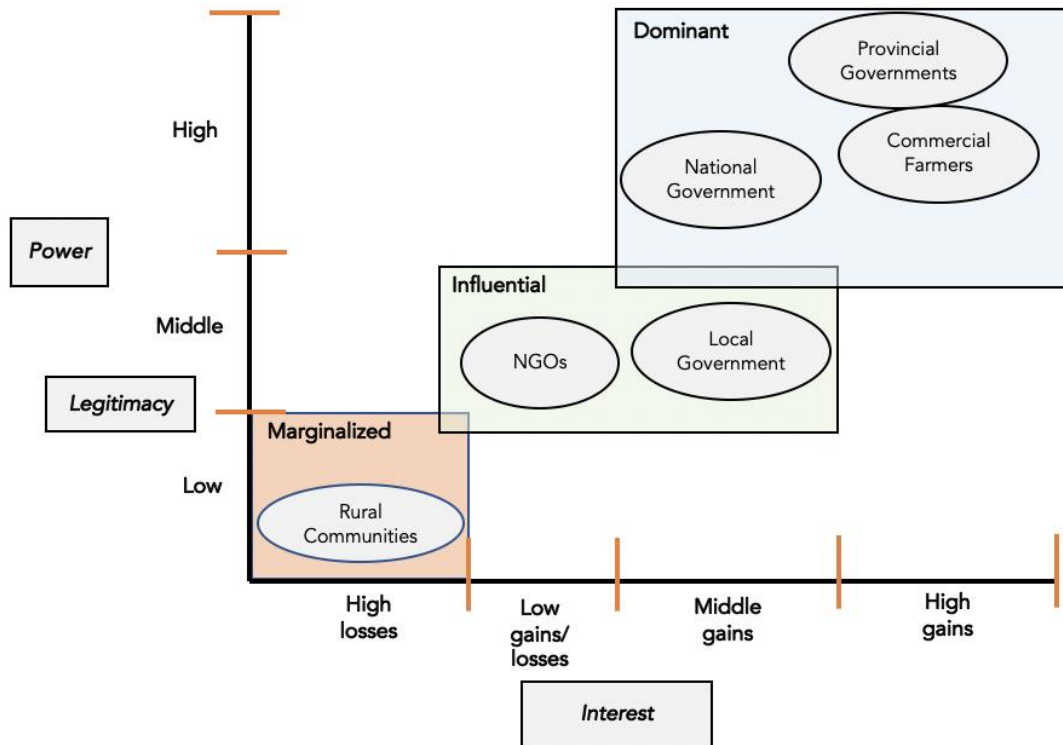 Dominant
Provincial
Governments
High
Commercial
Farmers
National
Government
Power
Influential
Middle
NGOs
Local
Government
Legitimacy
Marginalized
Low
Rural
Communities
High
losses
Low
gains/
losses
Middle
gains
High
gains
Interest